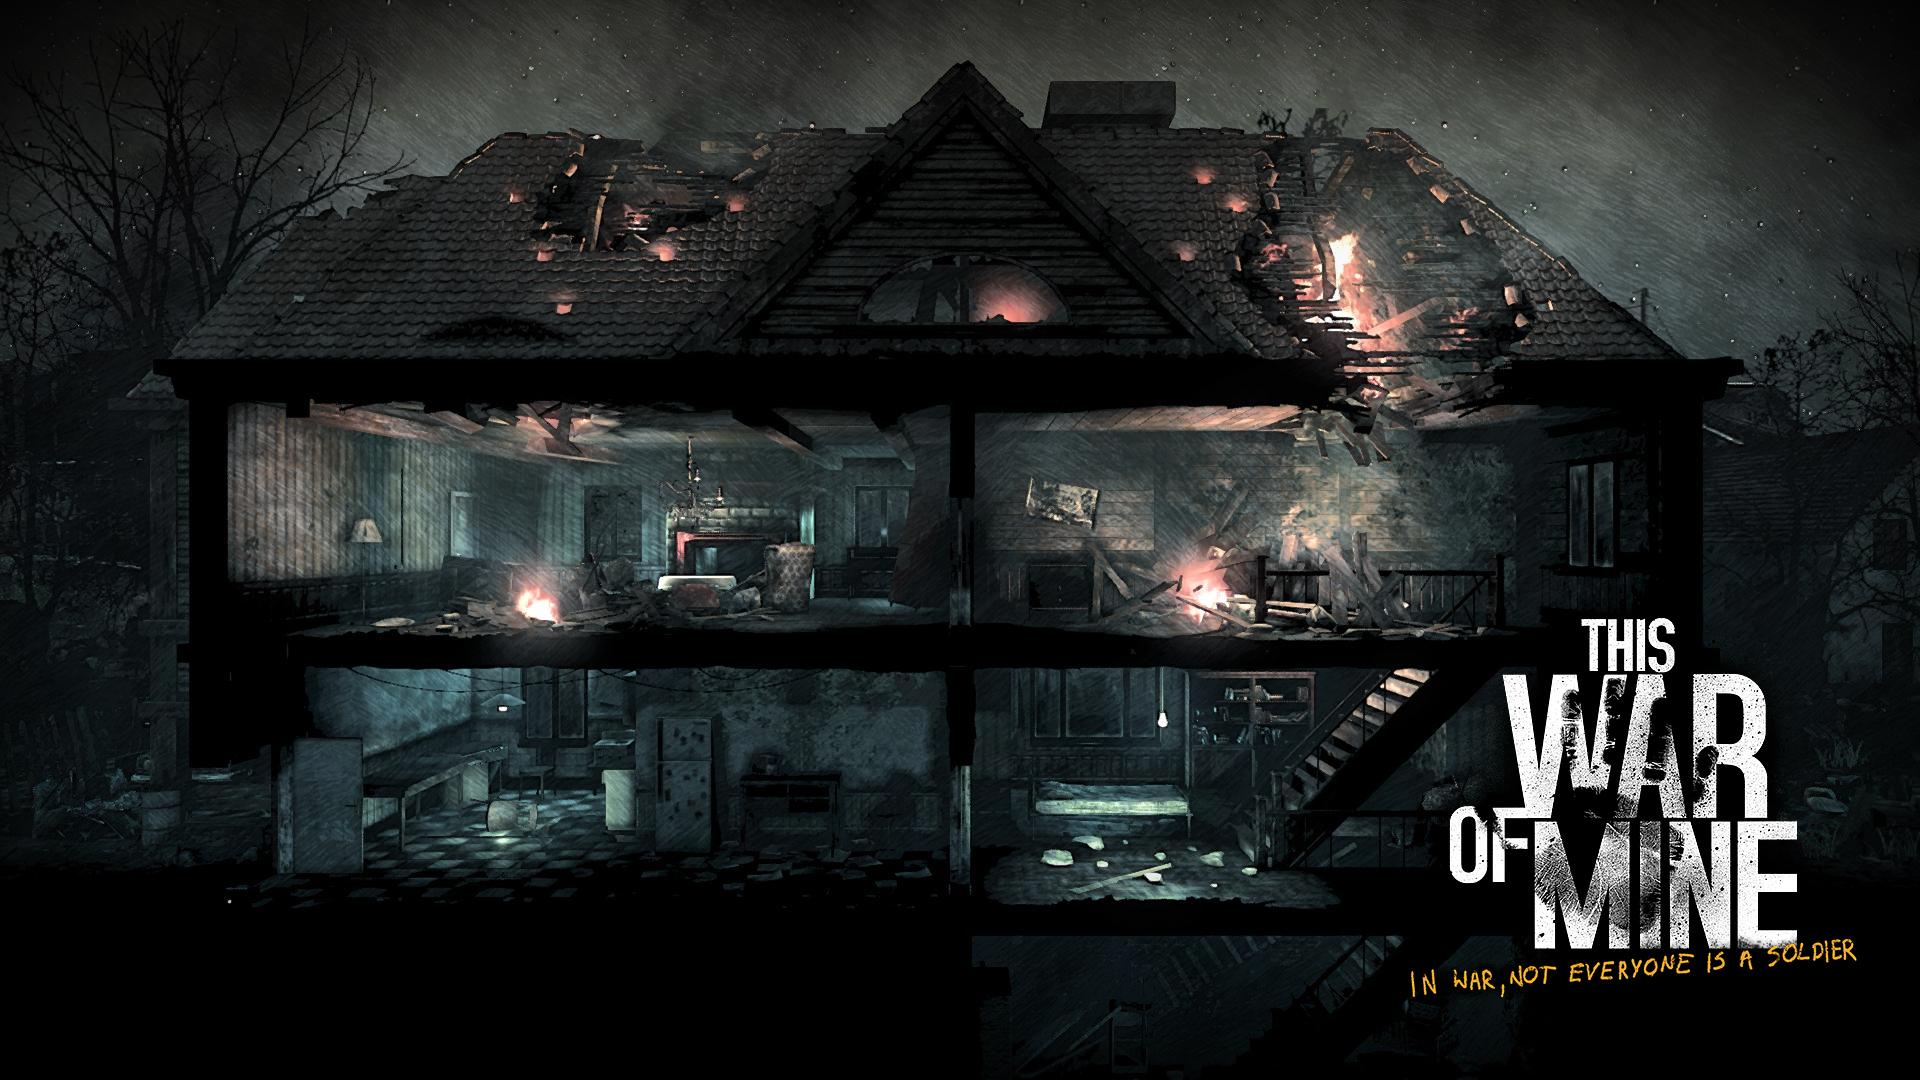 THIS
WAR
OF MINE
IN WAR, NOT EVERYONE IS A SOLDIER